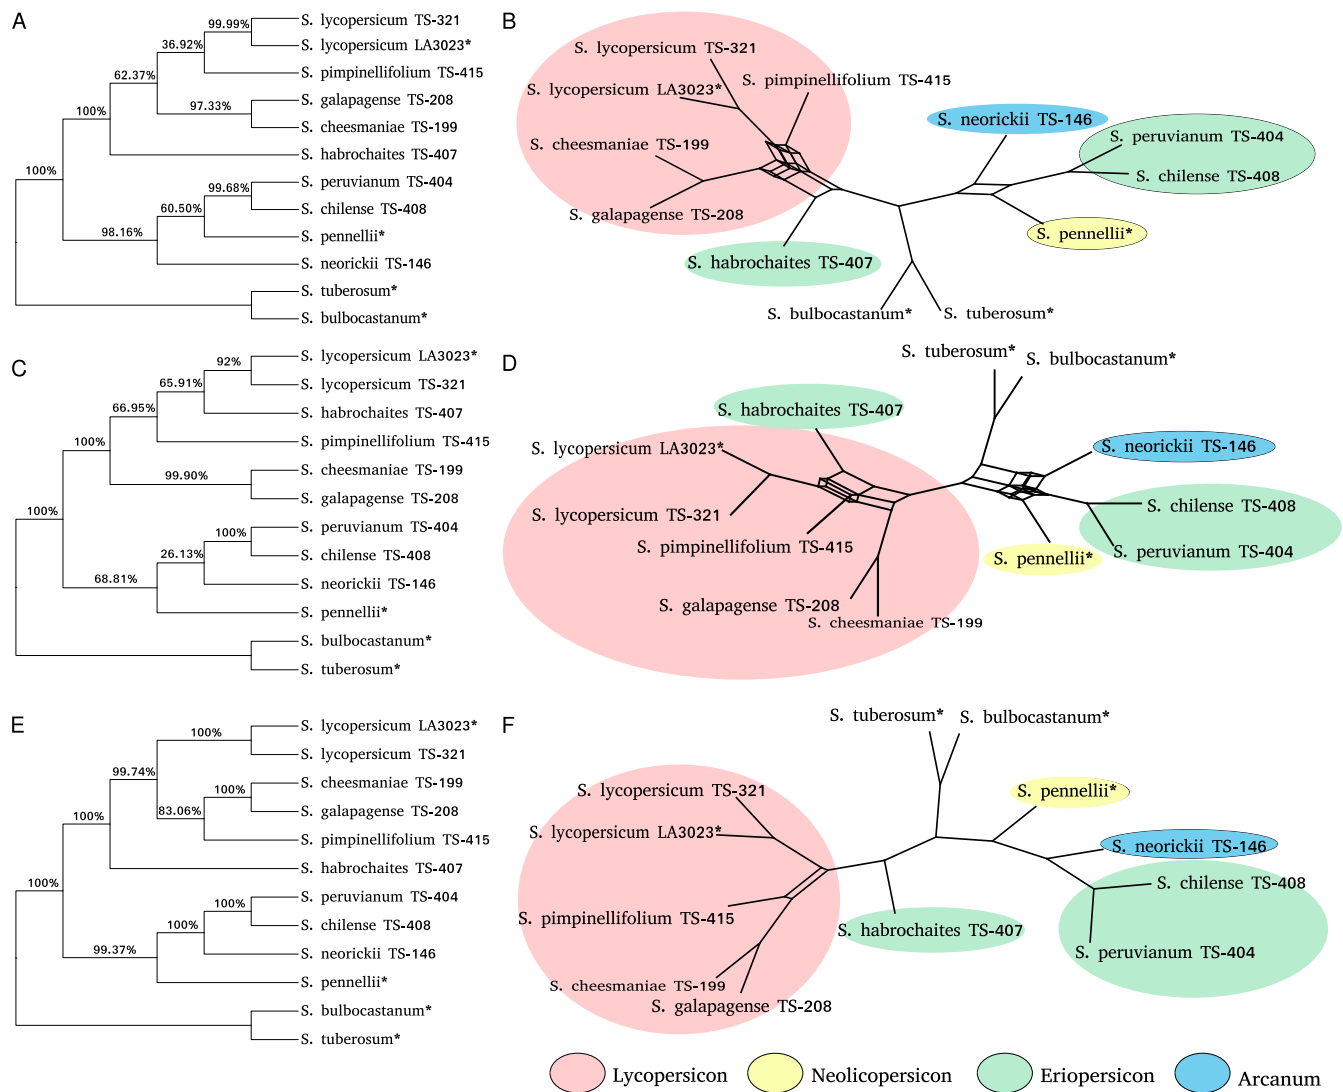 A
99.99%
S. lycopersicum TS-321
36.92%
S. lycopersicum LA3023*
62.37%
S. pimpinellifolium TS-415
100%
97.33%
S. galapagense TS-208
S. cheesmaniae TS-199
S. habrochaites TS-407
100%
99.68%
S. peruvianum TS-404
60.50%
S. chilense TS-408
98.16%
S. pennellii*
S. neorickii TS-146
S. tuberosum*
S. bulbocastanum*
B
S. lycopersicum TS-321
S. pimpinellifolium TS-415
S. lycopersicum LA3023*
S. cheesmaniae TS-199
S. galapagense TS-208
S. habrochaites TS-407
S. neorickii TS-146
S. peruvianum TS-404
S. chilense TS-408
S. pennellii*
S. bulbocastanum*
S. tuberosum*
C
92%
S. lycopersicum LA3023*
65.91%
S. lycopersicum TS-321
66.95%
S. habrochaites TS-407
100%
S. pimpinellifolium TS-415
99.90%
S. cheesmaniae TS-199
S. galapagense TS-208
100%
100%
S. peruvianum TS-404
26.13%
S. chilense TS-408
68.81%
S. neorickii TS-146
S. pennellii*
S. bulbocastanum*
S. tuberosum*
D
S. tuberosum*
S. bulbocastanum*
S. habrochaites TS-407
S. lycopersicum LA3023*
S. neorickii TS-146
S. lycopersicum TS-321
S. chilense TS-408
S. pimpinellifolium TS-415
S. pennellii*
S. peruvianum TS-404
S. galapagense TS-208
S. cheesmaniae TS-199
E
100%
S. lycopersicum LA3023*
S. lycopersicum TS-321
99.74%
100%
S. cheesmaniae TS-199
83.06%
S. galapagense TS-208
100%
S. pimpinellifolium TS-415
S. habrochaites TS-407
100%
100%
S. peruvianum TS-404
100%
S. chilense TS-408
99.37%
S. neorickii TS-146
S. pennellii*
S. bulbocastanum*
S. tuberosum*
F
S. tuberosum*
S. bulbocastanum*
S. lycopersicum TS-321
S. pennellii*
S. lycopersicum LA3023*
S. neorickii TS-146
S. chilense TS-408
S. pimpinellifolium TS-415
S. habrochaites TS-407
S. peruvianum TS-404
S. cheesmaniae TS-199
S. galapagense TS-208
Lycopersicon
Neolicopersicon
Eriopersicon
Arcanum